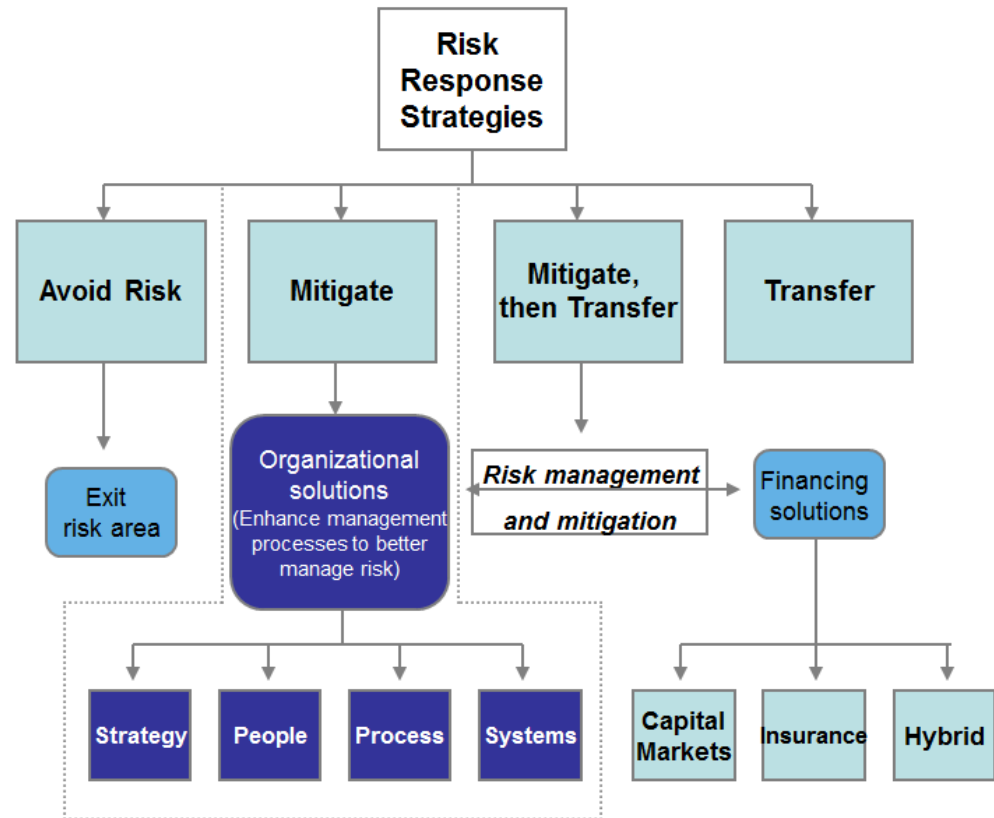 Risk
Response
Strategies
Avoid Risk
Mitigate
Mitigate,
then Transfer
Transfer
Exit
risk area
Organizational
solutions
(Enhance management
processes to better
manage risk)
Risk management
and mitigation
Financing
solutions
Strategy
People
Process
Systems
Capital
Markets
Insurance
Hybrid